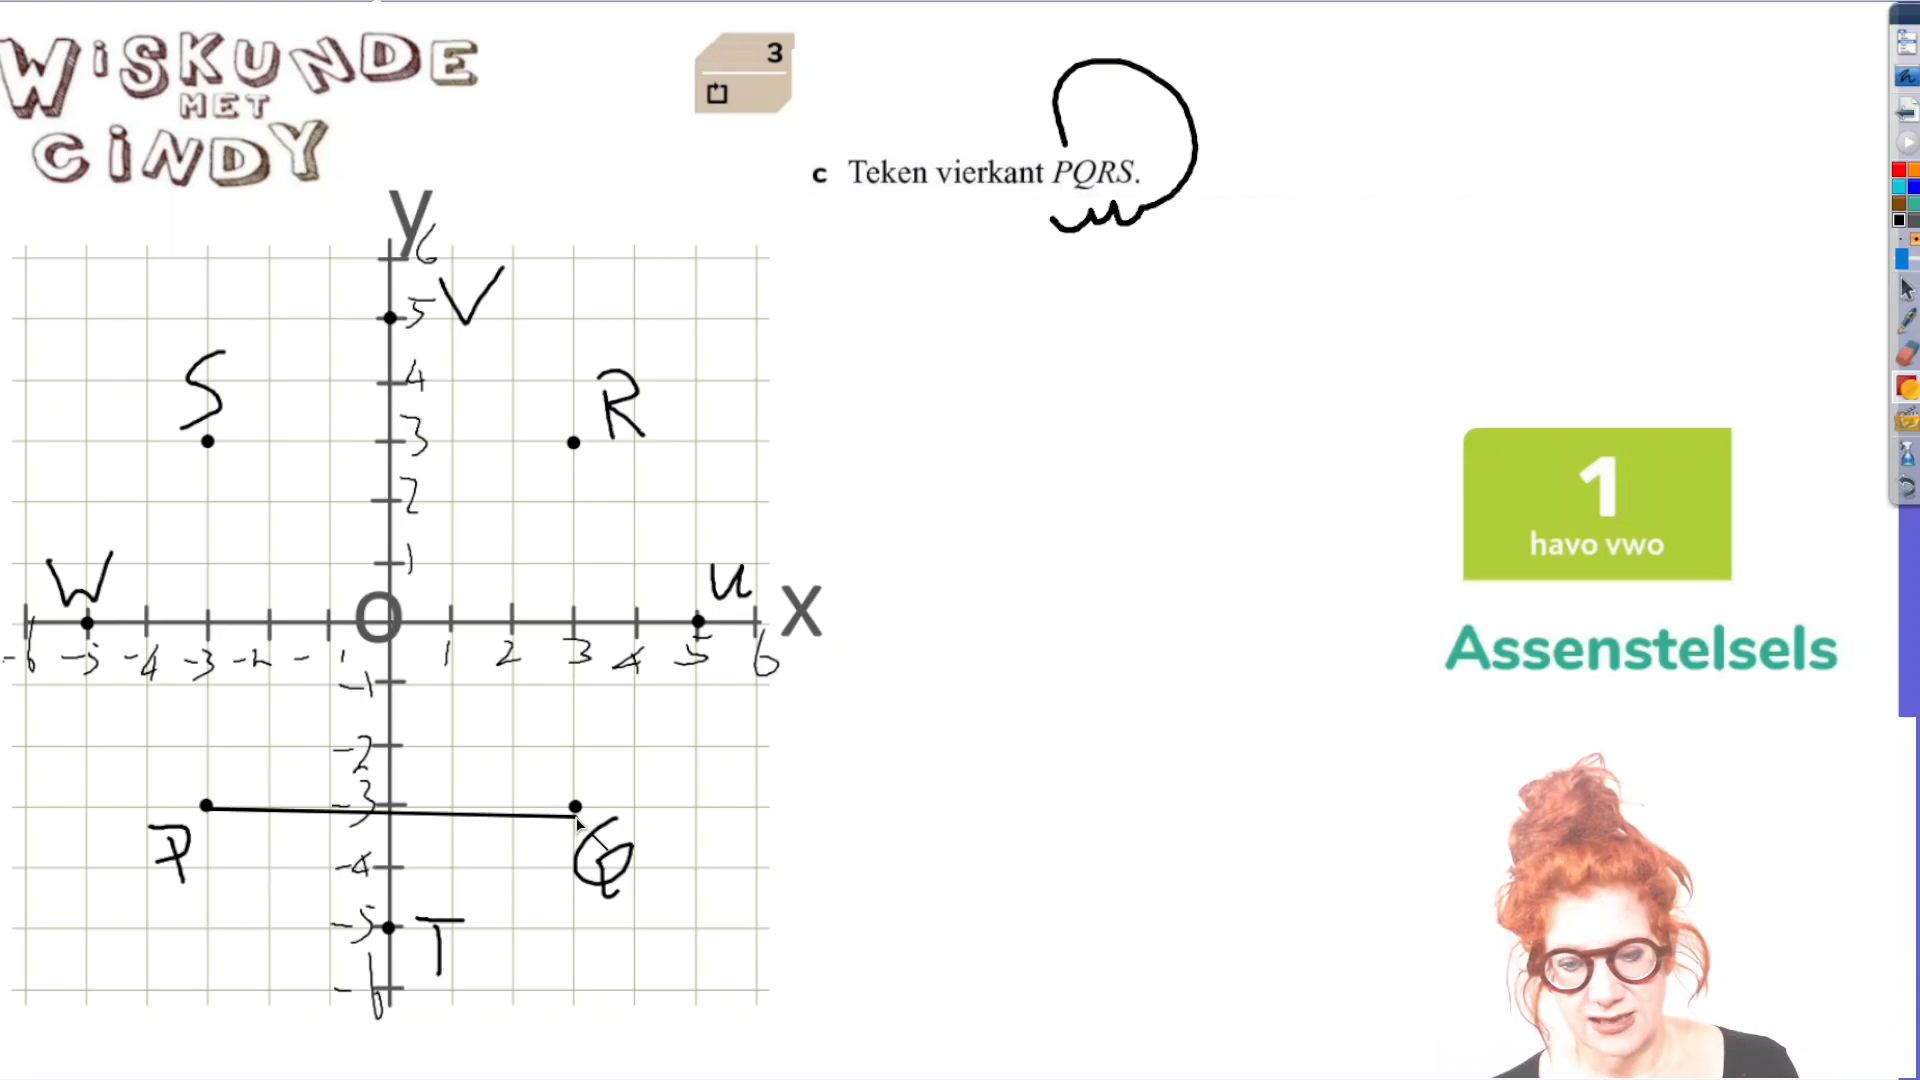 WiSKUNDE
MET
CiNDY
3
c Teken vierkant PQRS.
y
6
5 V
S
4
R
3
2
W
1
u
O
X
-6 -5 -4 -3 -2 -1 1 2 3 4 5 6
-1
-2
-3
P
Q
-4
-5 T
-6
1
havo vwo
Assenstelsels